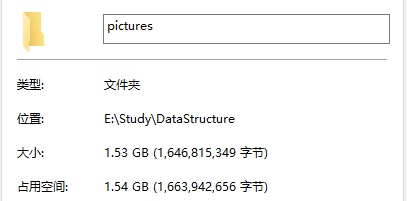 pictures
类型: 文件夹
位置: E:\Study\DataStructure
大小: 1.53 GB (1,646,815,349 字节)
占用空间: 1.54 GB (1,663,942,656 字节)